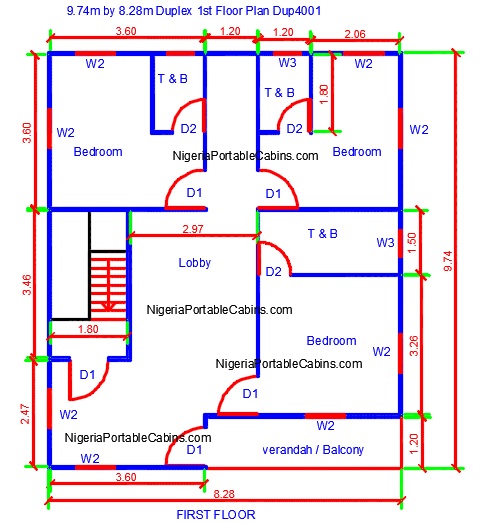 9.74m by 8.28m Duplex 1st Floor Plan Dup4001
3.60
1.20
1.20
2.06
W2
W3
W2
T & B
T & B
1.80
3.60
W2
D2
D2
W2
Bedroom
Bedroom
NigeriaPortableCabins.com
D1
D1
2.97
T & B
1.50
W3
9.74
Lobby
D2
3.46
NigeriaPortableCabins.com
1.80
Bedroom
W2
3.26
NigeriaPortableCabins.com
D1
D1
2.47
W2
W2
NigeriaPortableCabins.com
D1
verandah / Balcony
1.20
W2
3.60
8.28
FIRST FLOOR